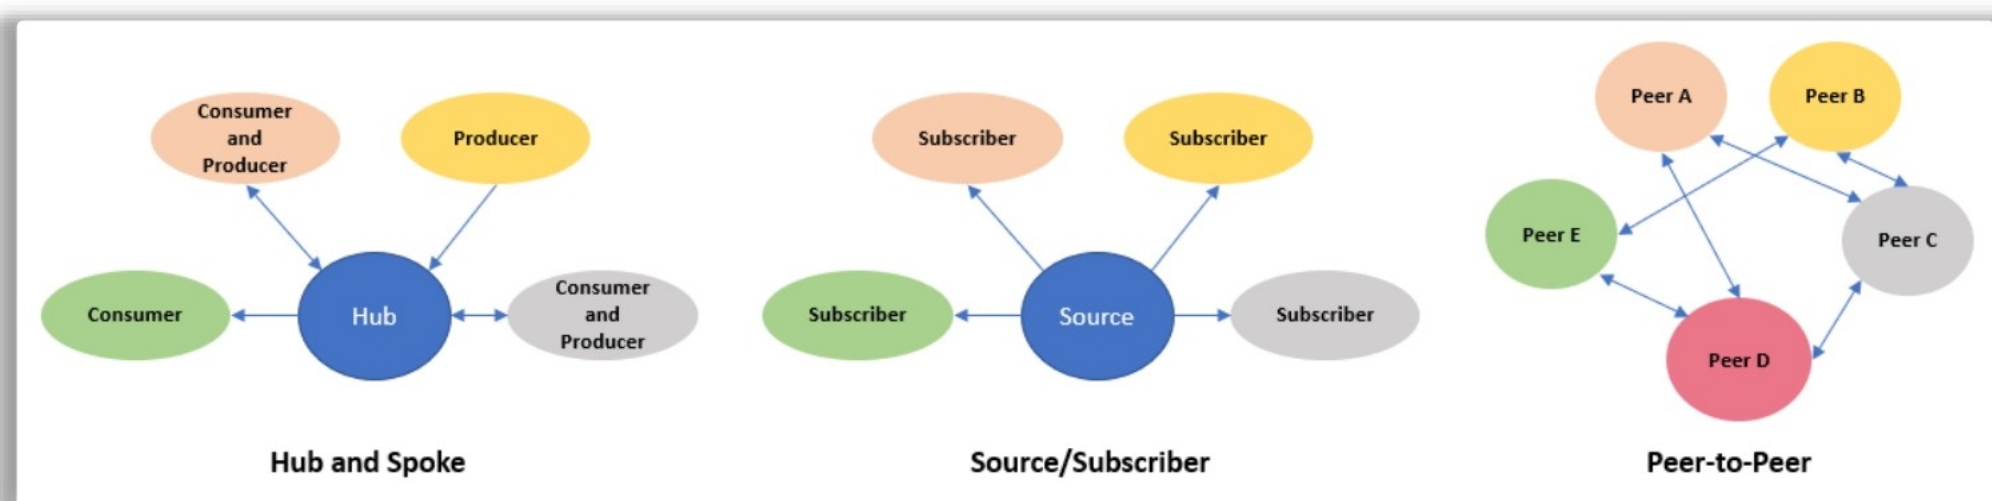 Consumer
and
Producer
Producer
Consumer
Hub
Consumer
and
Producer
Hub and Spoke
Subscriber
Subscriber
Subscriber
Source
Subscriber
Source/Subscriber
Peer A
Peer B
Peer E
Peer C
Peer D
Peer-to-Peer